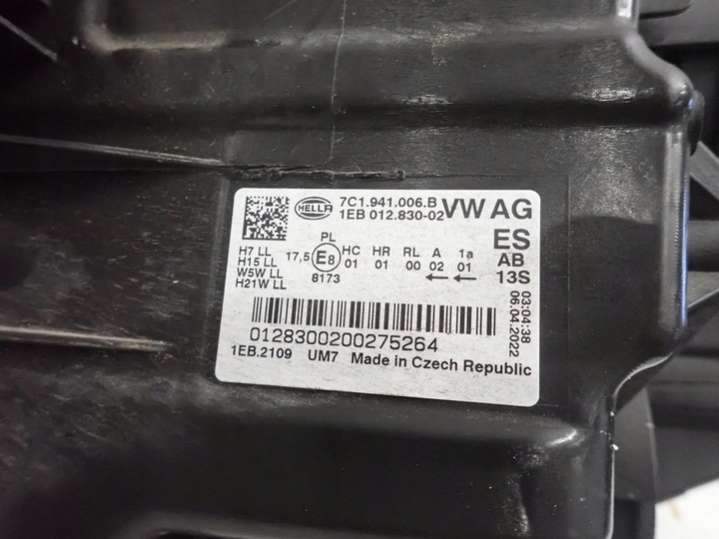 HELLA 7C1.941.006.B VW AG
1EB 012.830-02
ES
PL HC HR RL A 1a AB
H7 LL 17,5 E8 01 01 00 02 01 13S
H15 LL
W5W LL
H21W LL
8173 ← ←
0128300200275264
03:04:38
06.04.2022
1EB.2109 UM7 Made in Czech Republic